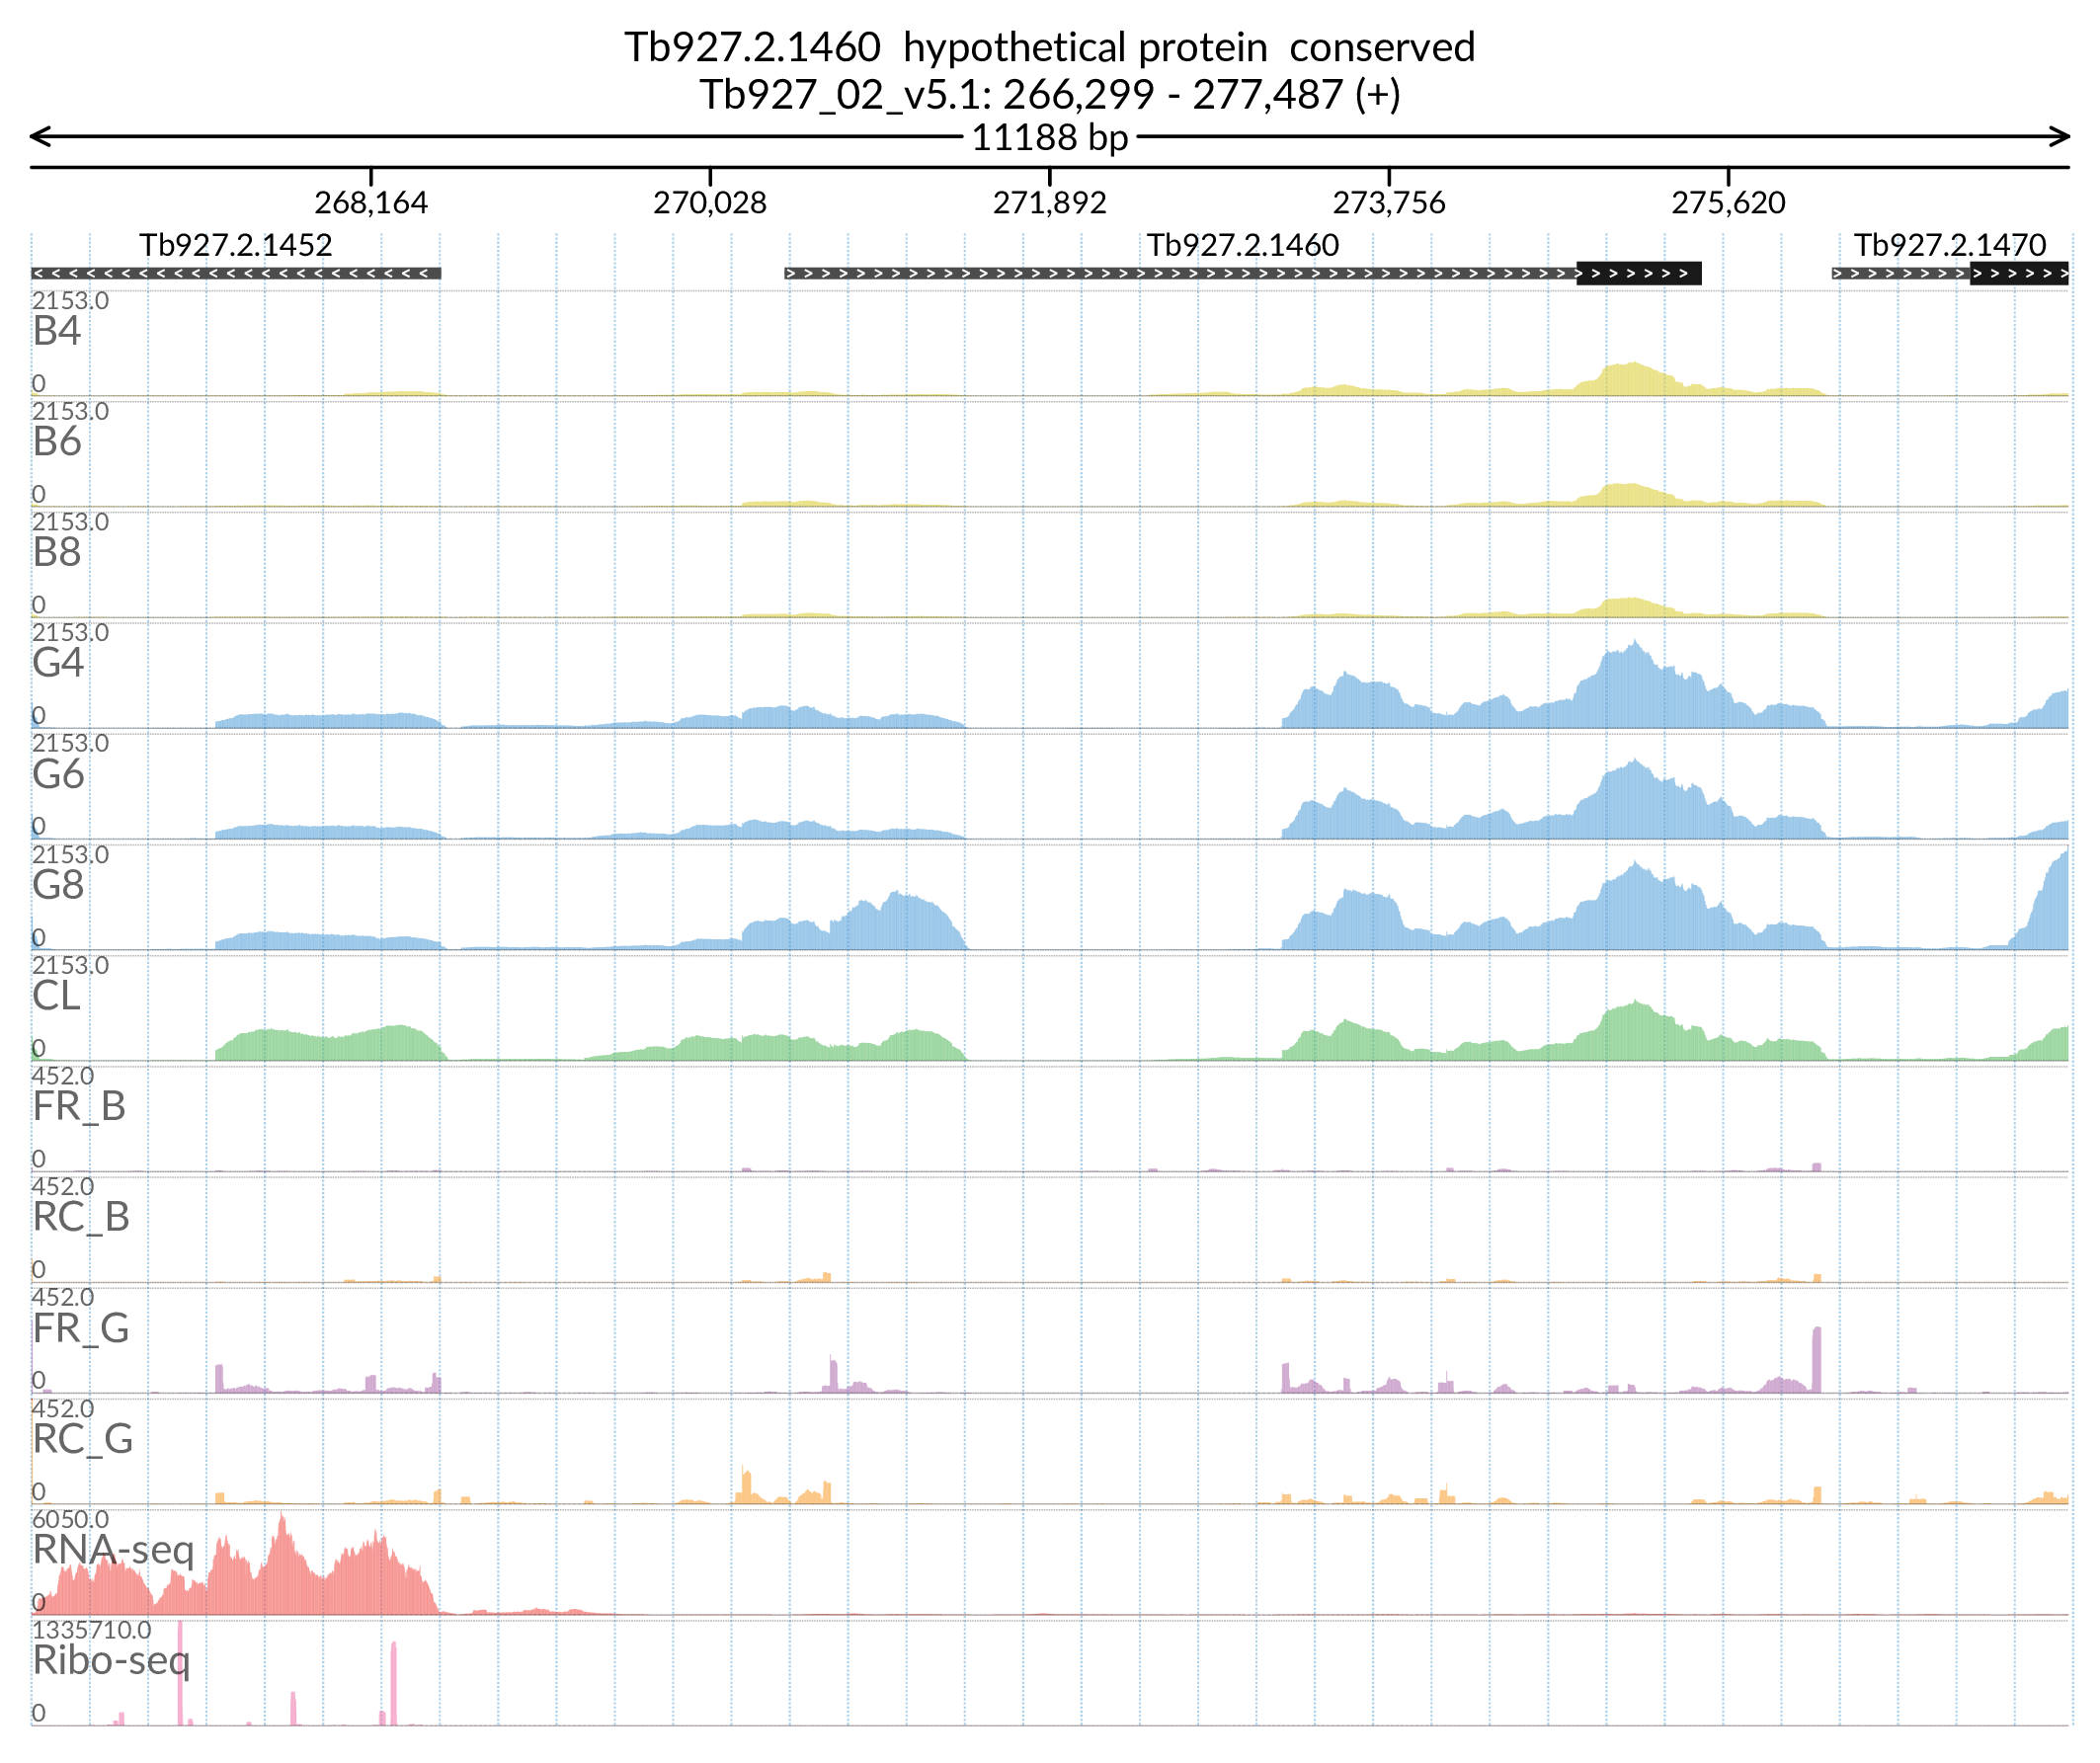 Tb927.2.1460  hypothetical protein  conserved
Tb927_02_v5.1: 266,299 - 277,487 (+)
11188 bp
268,164 270,028 271,892 273,756 275,620
Tb927.2.1452 Tb927.2.1460 Tb927.2.1470
2153.0
B4
0
2153.0
B6
0
2153.0
B8
0
2153.0
G4
0
2153.0
G6
0
2153.0
G8
0
2153.0
CL
0
452.0
FR_B
0
452.0
RC_B
0
452.0
FR_G
0
452.0
RC_G
0
6050.0
RNA-seq
0
1335710.0
Ribo-seq
0